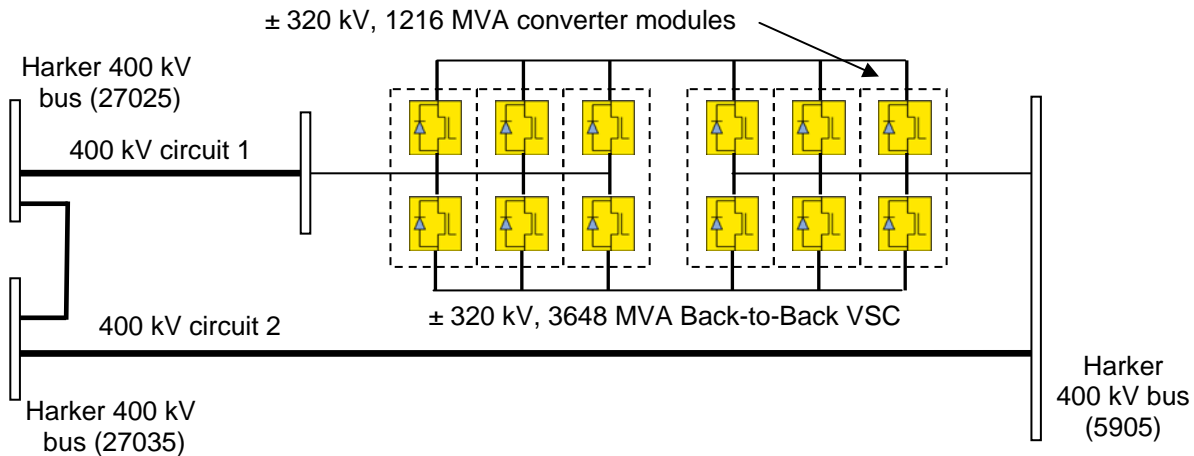 ± 320 kV, 1216 MVA converter modules
Harker 400 kV
bus (27025)
400 kV circuit 1
± 320 kV, 3648 MVA Back-to-Back VSC
400 kV circuit 2
Harker 400 kV
bus (27035)
Harker
400 kV bus
(5905)